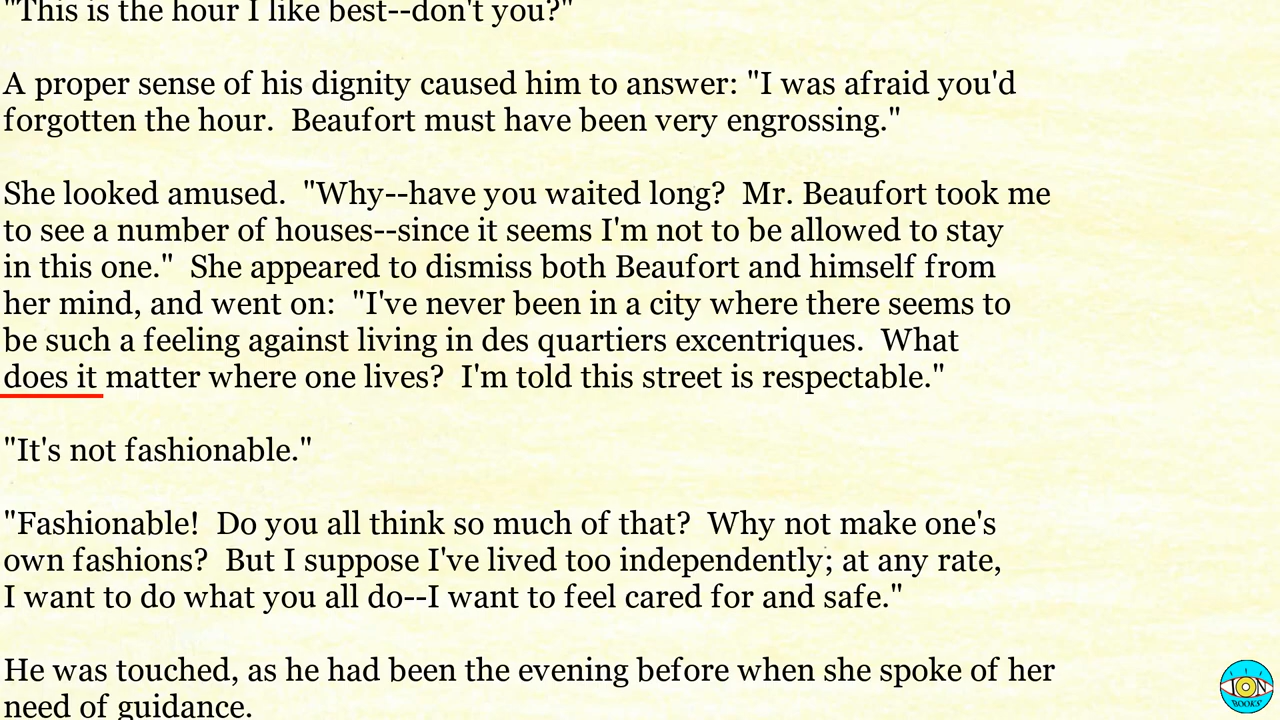 "This is the hour I like best--don't you?"
A proper sense of his dignity caused him to answer: "I was afraid you'd
forgotten the hour.  Beaufort must have been very engrossing."
She looked amused.  "Why--have you waited long?  Mr. Beaufort took me
to see a number of houses--since it seems I'm not to be allowed to stay
in this one."  She appeared to dismiss both Beaufort and himself from
her mind, and went on:  "I've never been in a city where there seems to
be such a feeling against living in des quartiers excentriques.  What
does it matter where one lives?  I'm told this street is respectable."
"It's not fashionable."
"Fashionable!  Do you all think so much of that?  Why not make one's
own fashions?  But I suppose I've lived too independently; at any rate,
I want to do what you all do--I want to feel cared for and safe."
He was touched, as he had been the evening before when she spoke of her
need of guidance.
ION
BOOKS